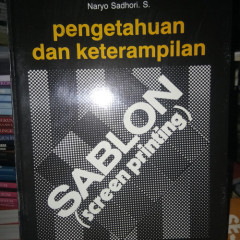 Naryo Sadhori. S.
pengetahuan
dan keterampilan
SABLON
(screen printing)